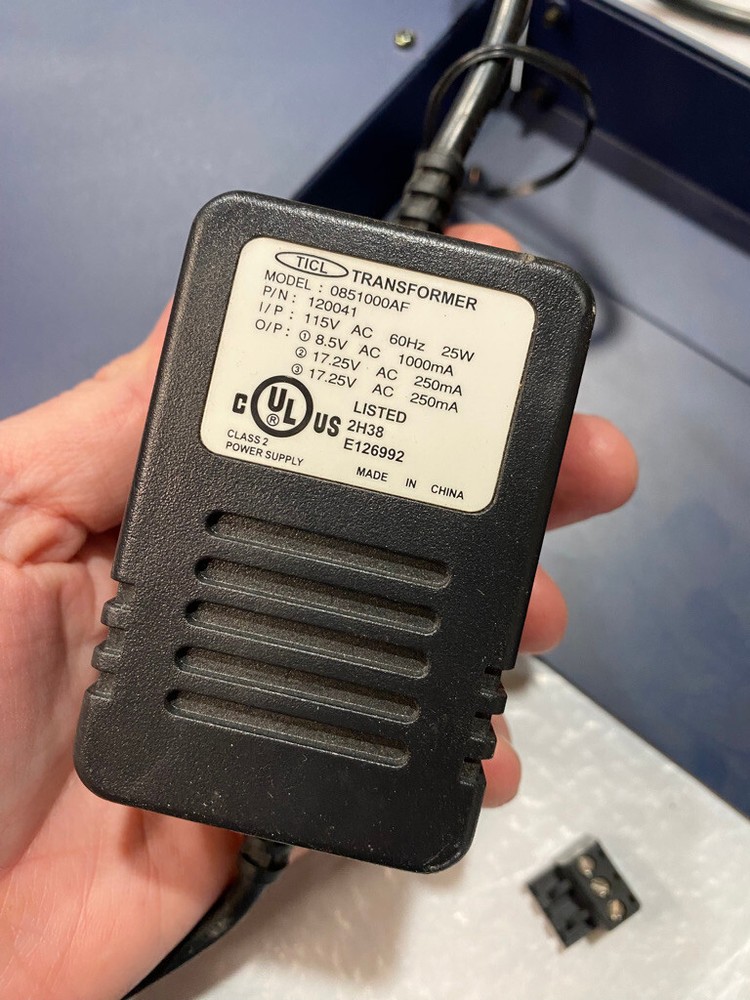 TICL TRANSFORMER
MODEL : 0851000AF
P/N : 120041
I/P : 115V AC 60Hz 25W
O/P : ① 8.5V AC 1000mA
② 17.25V AC 250mA
③ 17.25V AC 250mA
C UL ® US LISTED
2H38
E126992
CLASS 2
POWER SUPPLY
MADE IN CHINA